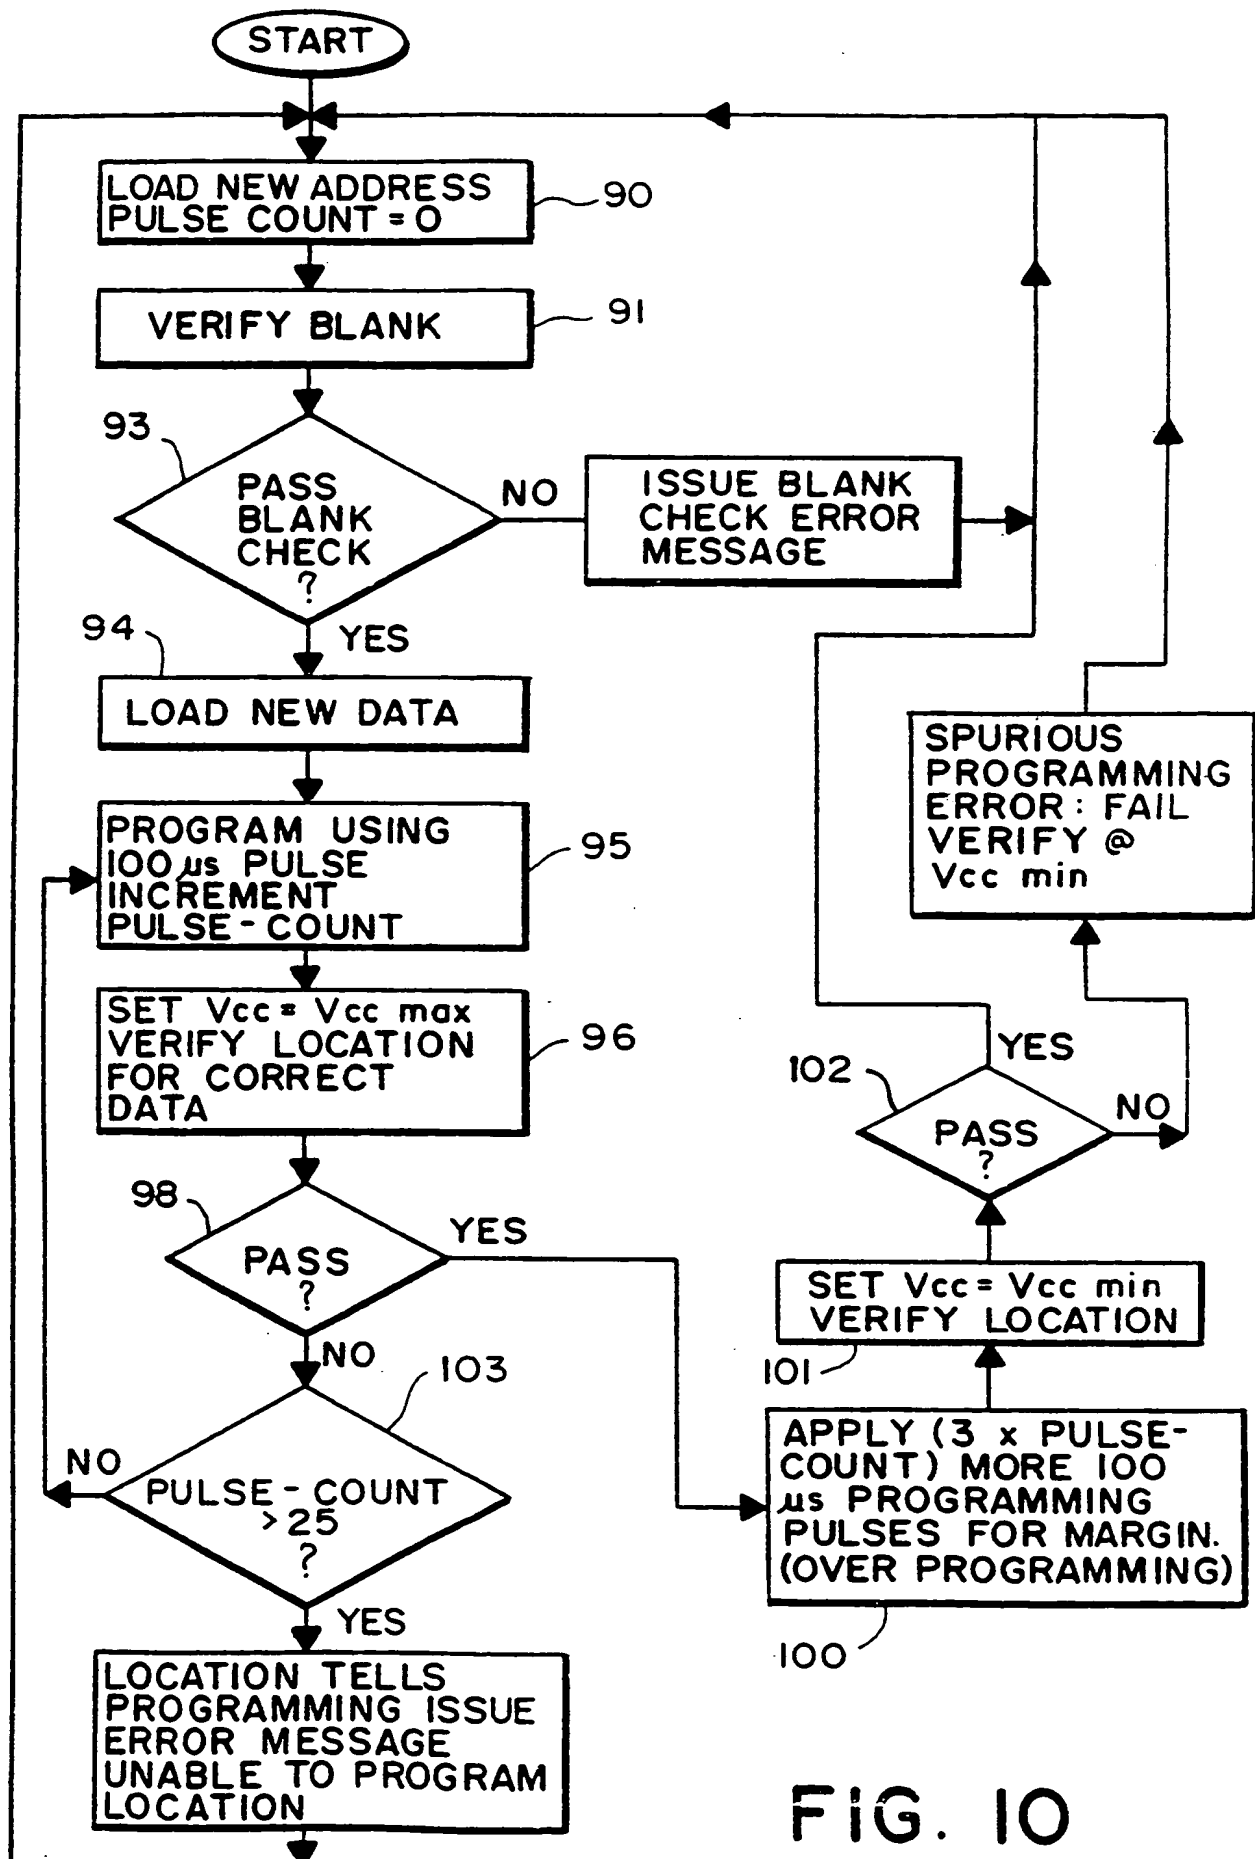 START
LOAD NEW ADDRESS
PULSE COUNT = 0
90
VERIFY BLANK
91
93
PASS
BLANK
CHECK
?
NO
ISSUE BLANK
CHECK ERROR
MESSAGE
YES
94
LOAD NEW DATA
PROGRAM USING
100 µs PULSE
INCREMENT
PULSE-COUNT
95
SET Vcc = Vcc max
VERIFY LOCATION
FOR CORRECT
DATA
96
98
PASS
?
YES
NO
103
PULSE-COUNT
>25
?
NO
YES
LOCATION TELLS
PROGRAMMING ISSUE
ERROR MESSAGE
UNABLE TO PROGRAM
LOCATION
SPURIOUS
PROGRAMMING
ERROR: FAIL
VERIFY @
Vcc min
YES
102
PASS
?
NO
SET Vcc = Vcc min
VERIFY LOCATION
101
APPLY (3 x PULSE-
COUNT) MORE 100
µs PROGRAMMING
PULSES FOR MARGIN.
(OVER PROGRAMMING)
100
FIG. 10